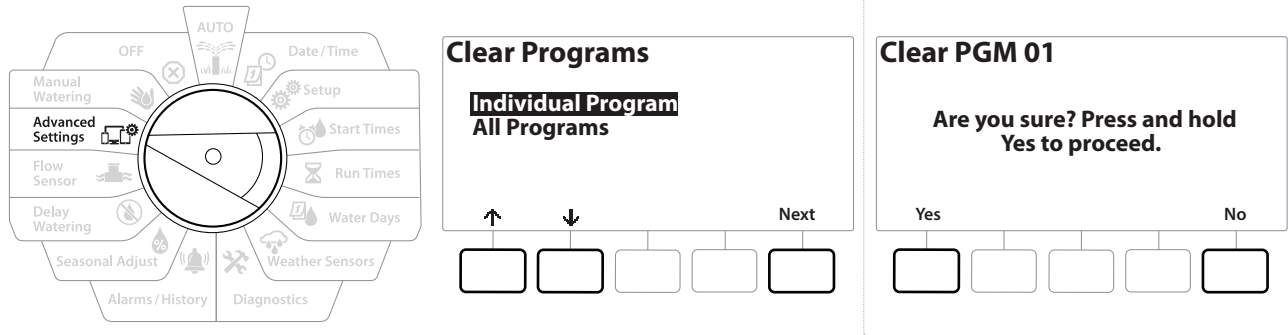 AUTO
OFF
Date / Time
Manual
Watering
Setup
Advanced
Settings
Start Times
Flow
Sensor
Run Times
Delay
Watering
Water Days
Seasonal Adjust
Weather Sensors
Alarms / History
Diagnostics
1
1
%
Clear Programs
Individual Program
All Programs
Next
Clear PGM 01
Are you sure? Press and hold
Yes to proceed.
Yes
No